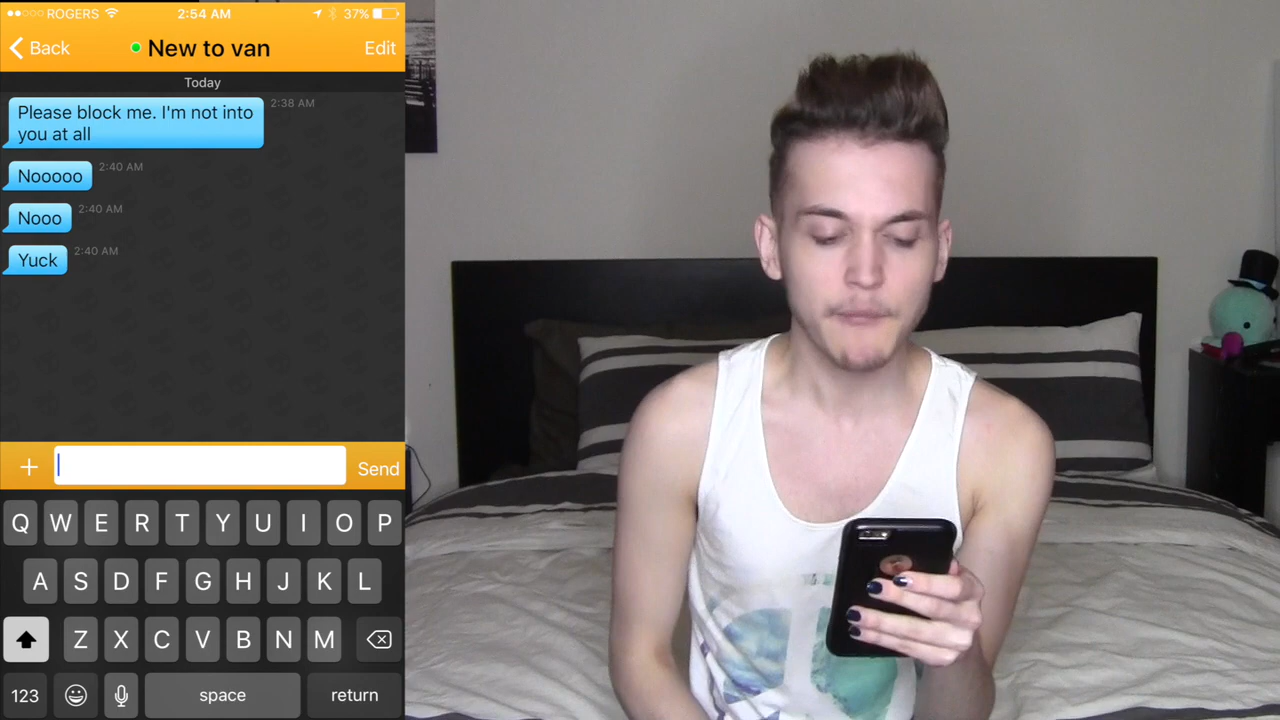 ROGERS 2:54 AM 37%
Back New to van Edit
Today
Please block me. I'm not into
you at all
2:38 AM
Nooooo
2:40 AM
Nooo
2:40 AM
Yuck
2:40 AM
Send
Q W E R T Y U I O P
A S D F G H J K L
Z X C V B N M
123 space return